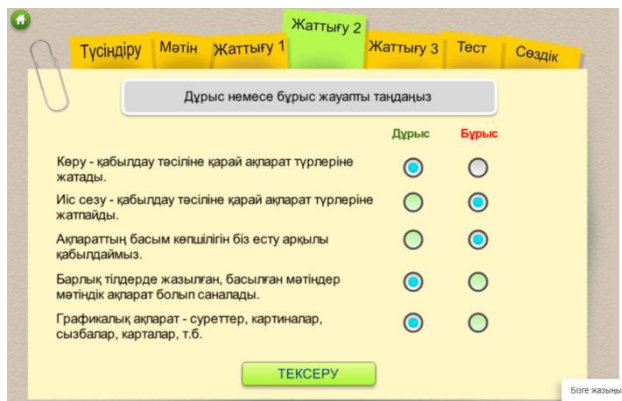 Түсіндіру
Мәтін
Жаттығу 1
Жаттығу 2
Жаттығу 3
Тест
Сөздік
Дұрыс немесе бұрыс жауапты таңдаңыз
Дұрыс Бұрыс
Көру - қабылдау тәсіліне қарай ақпарат түрлеріне
жатады.
Иіс сезу - қабылдау тәсіліне қарай ақпарат түрлеріне
жатпайды.
Ақпараттың басым көпшілігін біз есту арқылы
қабылдаймыз.
Барлық тілдерде жазылған, басылған мәтіндер
мәтіндік ақпарат болып саналады.
Графикалық ақпарат - суреттер, картиналар,
сызбалар, карталар, т.б.
ТЕКСЕРУ
Бізге жазыңы